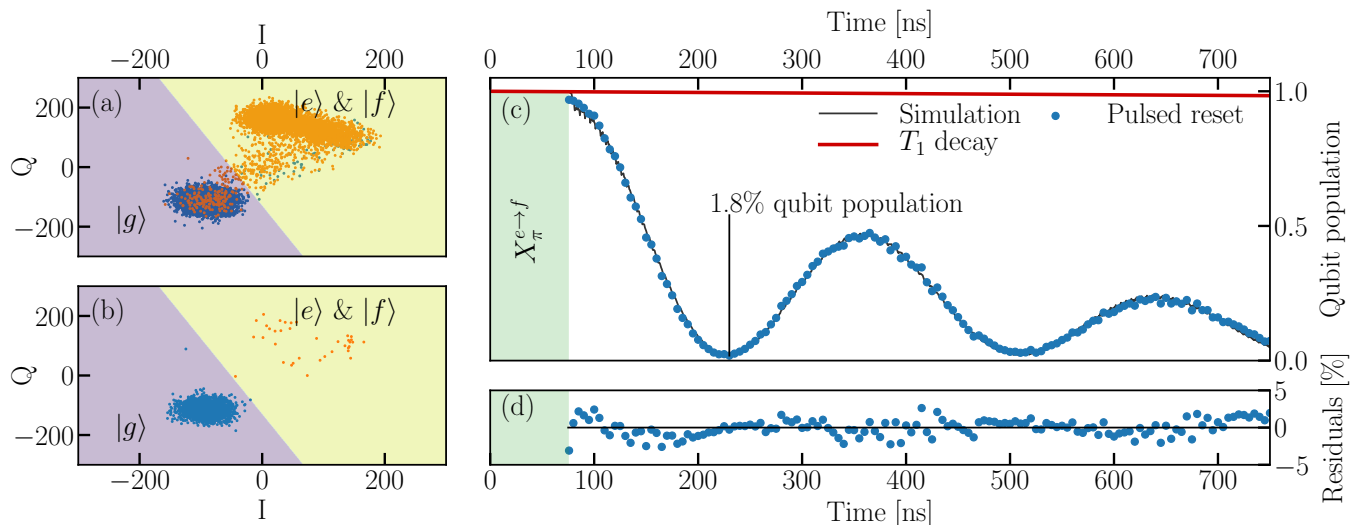 I
−200 0 200
(a)
|e⟩ & |f⟩
200
0
−200
Q
|g⟩
(b)
|e⟩ & |f⟩
200
0
−200
Q
|g⟩
−200 0 200
I
Time [ns]
0 100 200 300 400 500 600 700
(c)
Simulation
Pulsed reset
T₁ decay
1.8% qubit population
X_π^{e→f}
1.0
0.5
0.0
Qubit population
(d)
5
0
−5
Residuals [%]
0 100 200 300 400 500 600 700
Time [ns]